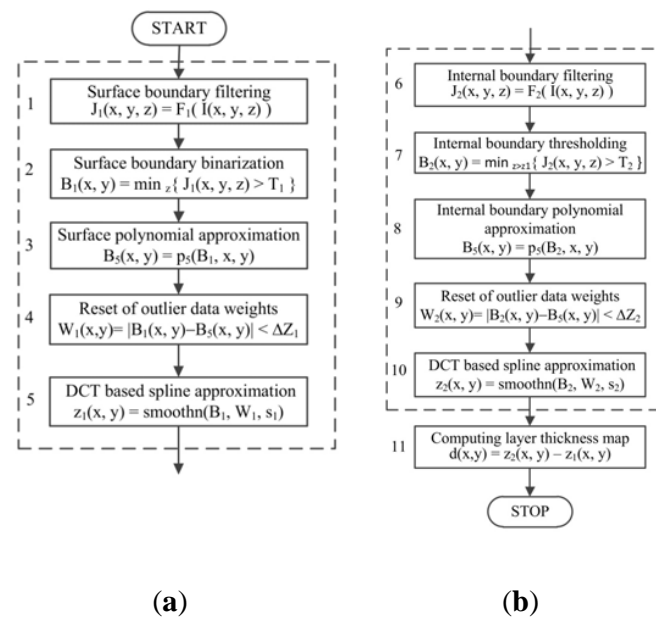 START
1
Surface boundary filtering
J₁(x, y, z) = F₁( I(x, y, z) )
2
Surface boundary binarization
B₁(x, y) = min z{ J₁(x, y, z) > T₁ }
3
Surface polynomial approximation
B₅(x, y) = p₅(B₁, x, y)
4
Reset of outlier data weights
W₁(x,y)= |B₁(x, y)−B₅(x, y)| < ΔZ₁
5
DCT based spline approximation
z₁(x, y) = smoothn(B₁, W₁, s₁)
(a)
6
Internal boundary filtering
J₂(x, y, z) = F₂( I(x, y, z) )
7
Internal boundary thresholding
B₂(x, y) = min z>z1{ J₂(x, y, z) > T₂ }
8
Internal boundary polynomial
approximation
B₅(x, y) = p₅(B₂, x, y)
9
Reset of outlier data weights
W₂(x, y)= |B₂(x, y)−B₅(x, y)| < ΔZ₂
10
DCT based spline approximation
z₂(x, y) = smoothn(B₂, W₂, s₂)
11
Computing layer thickness map
d(x,y) = z₂(x, y) – z₁(x, y)
STOP
(b)